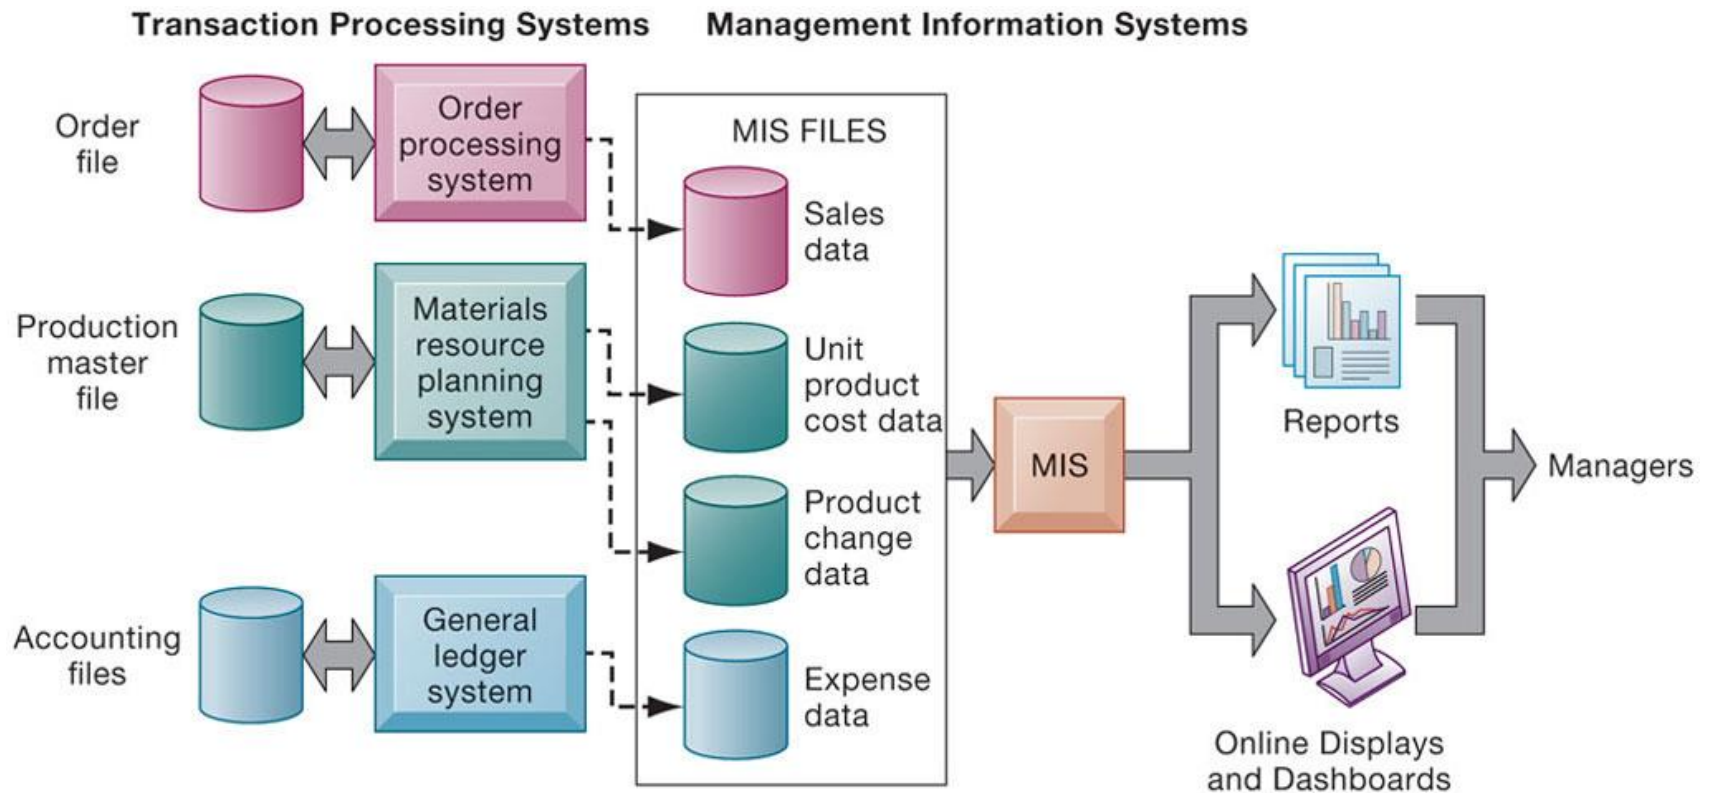 Transaction Processing Systems
Management Information Systems
Order
file
Order
processing
system
MIS FILES
Sales
data
Production
master
file
Materials
resource
planning
system
Unit
product
cost data
Product
change
data
Accounting
files
General
ledger
system
Expense
data
MIS
Reports
Online Displays
and Dashboards
Managers